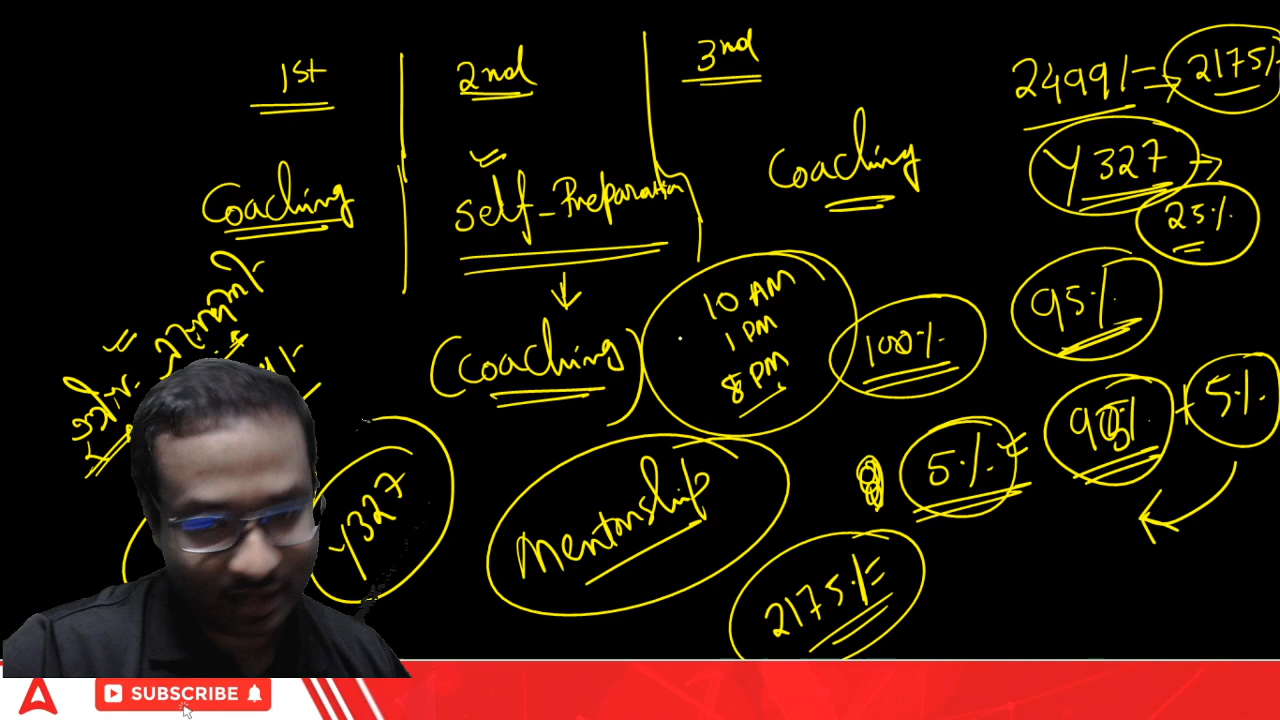 1st
2nd
3rd
Coaching
self-Preparation
Coaching
(Coaching)
10 AM
1 PM
8 PM
100%
Mentorship
Y327
24991/= → 2175/-
Y327 →
25%
95%
5% = 95% + 5%
2175/=
SUBSCRIBE